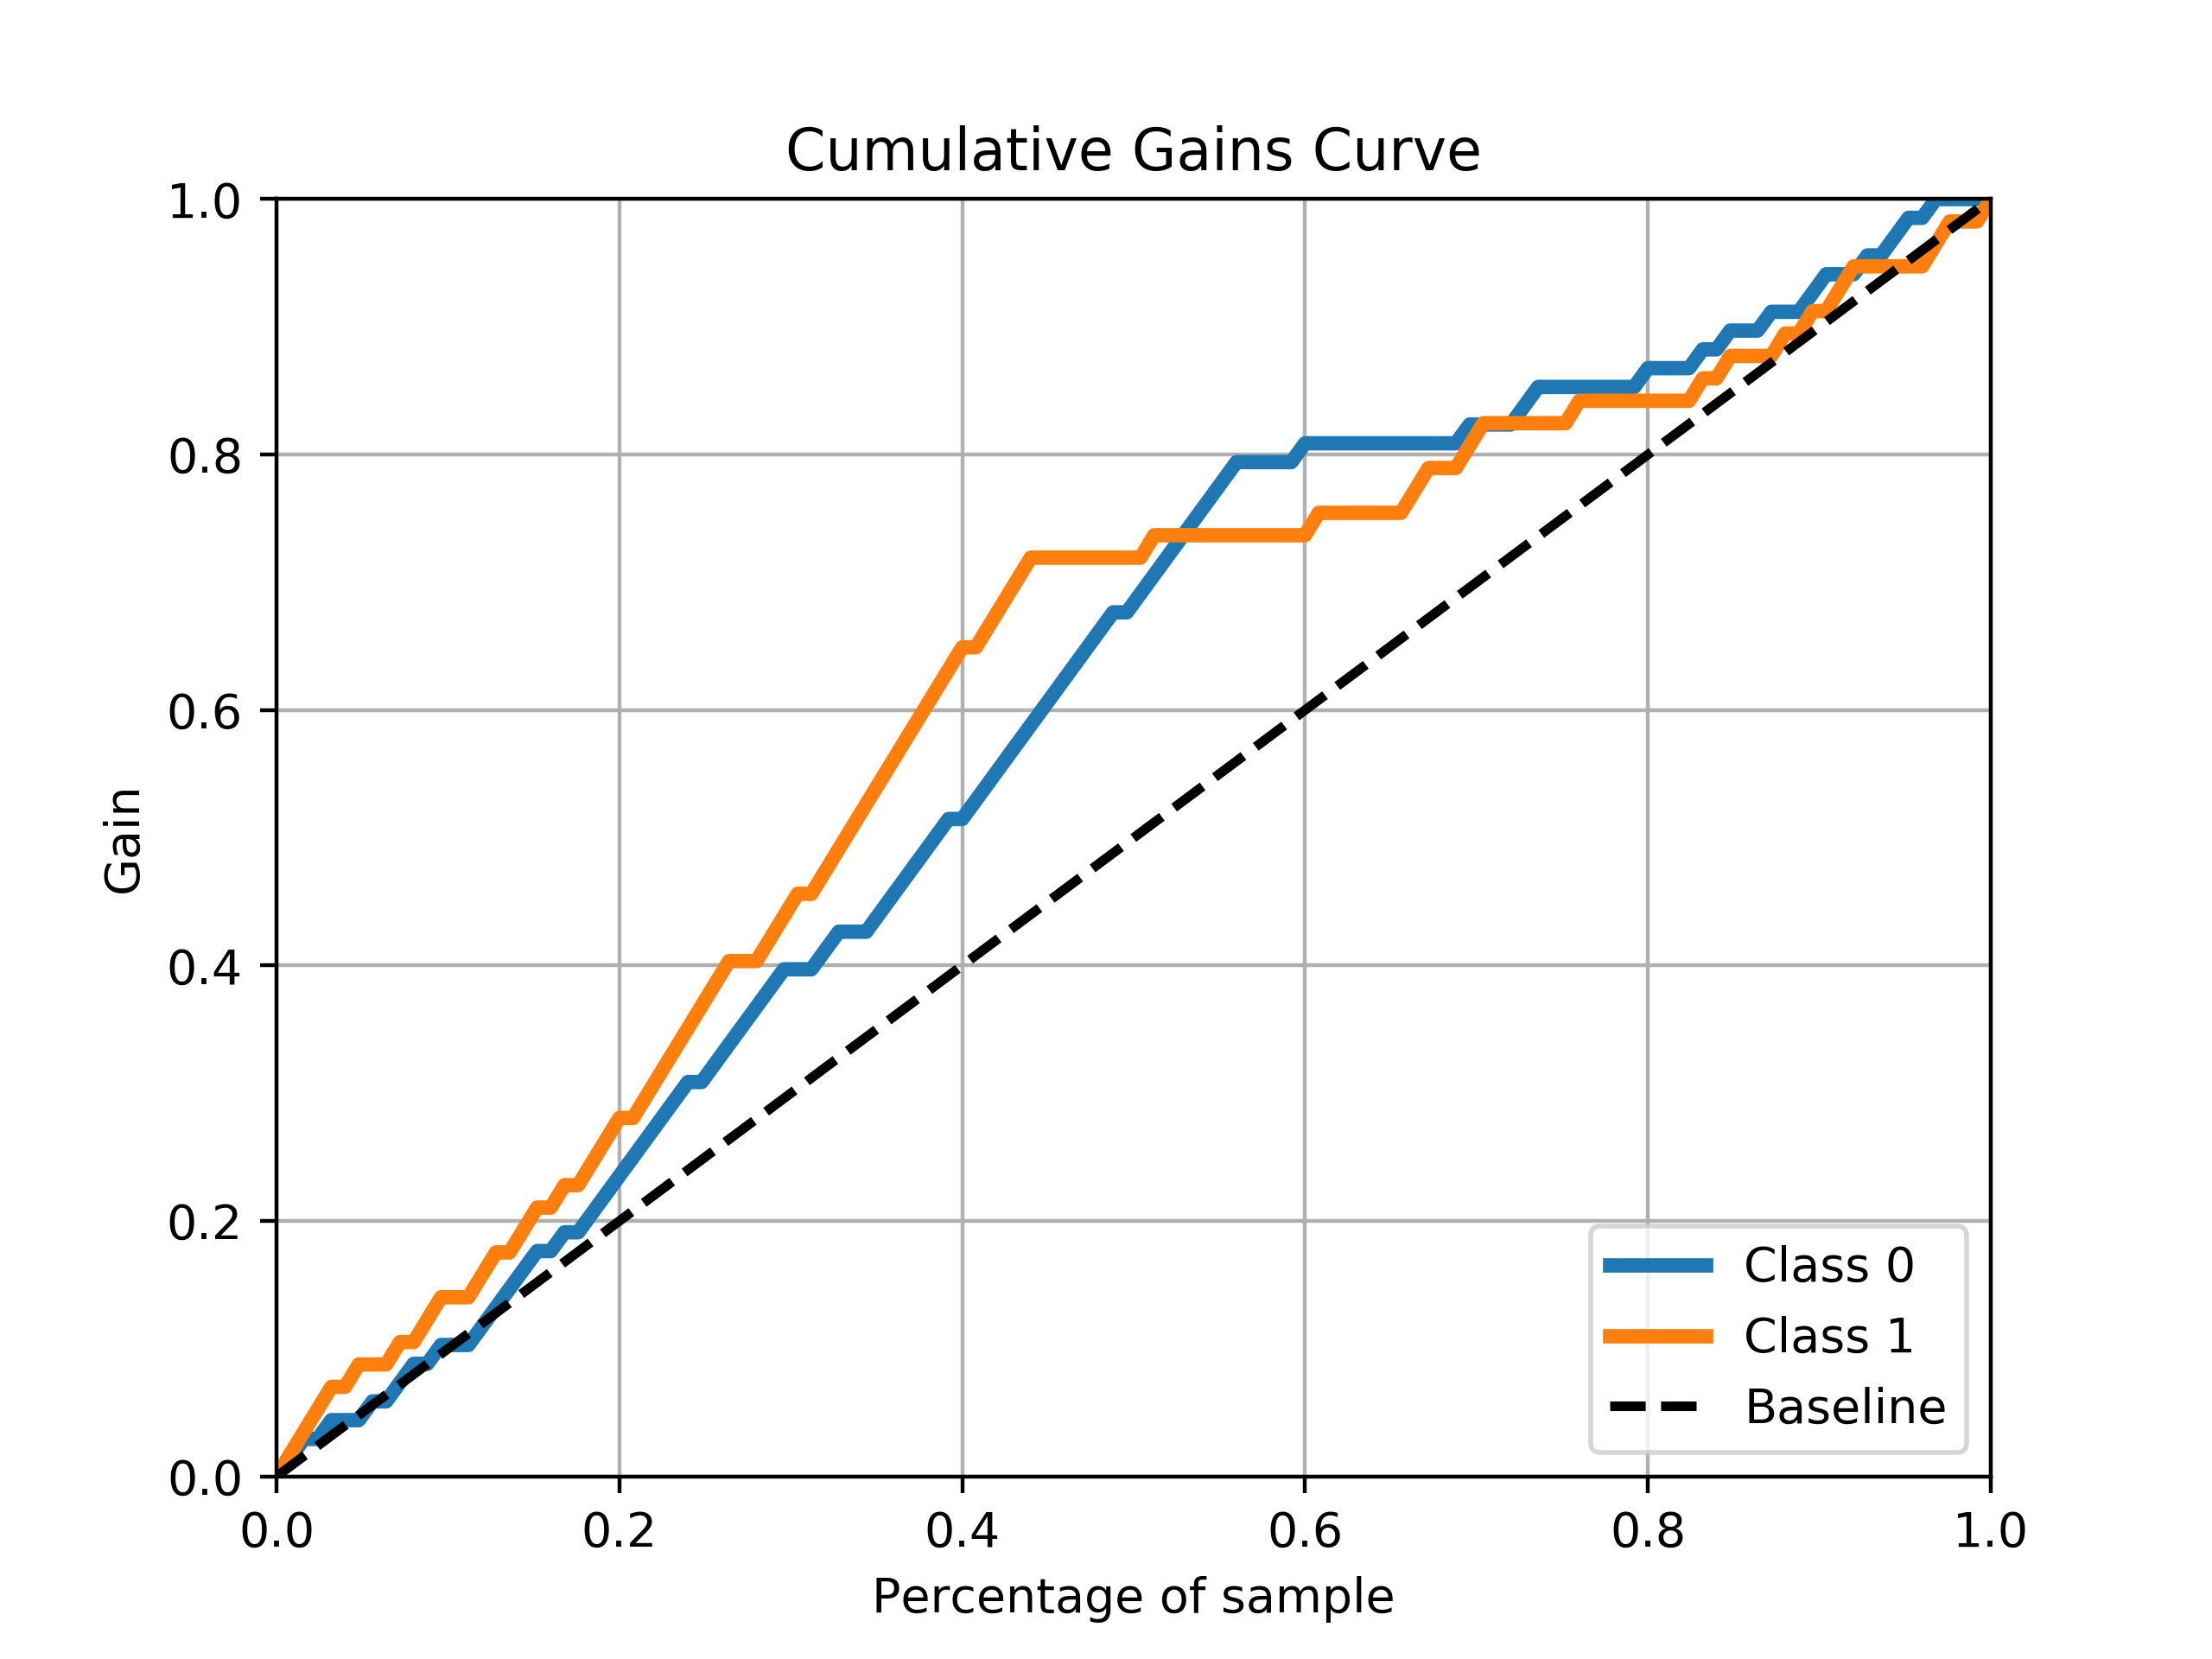 Cumulative Gains Curve
1.0
0.8
0.6
0.4
0.2
0.0
Gain
0.0 0.2 0.4 0.6 0.8 1.0
Percentage of sample
Class 0
Class 1
Baseline